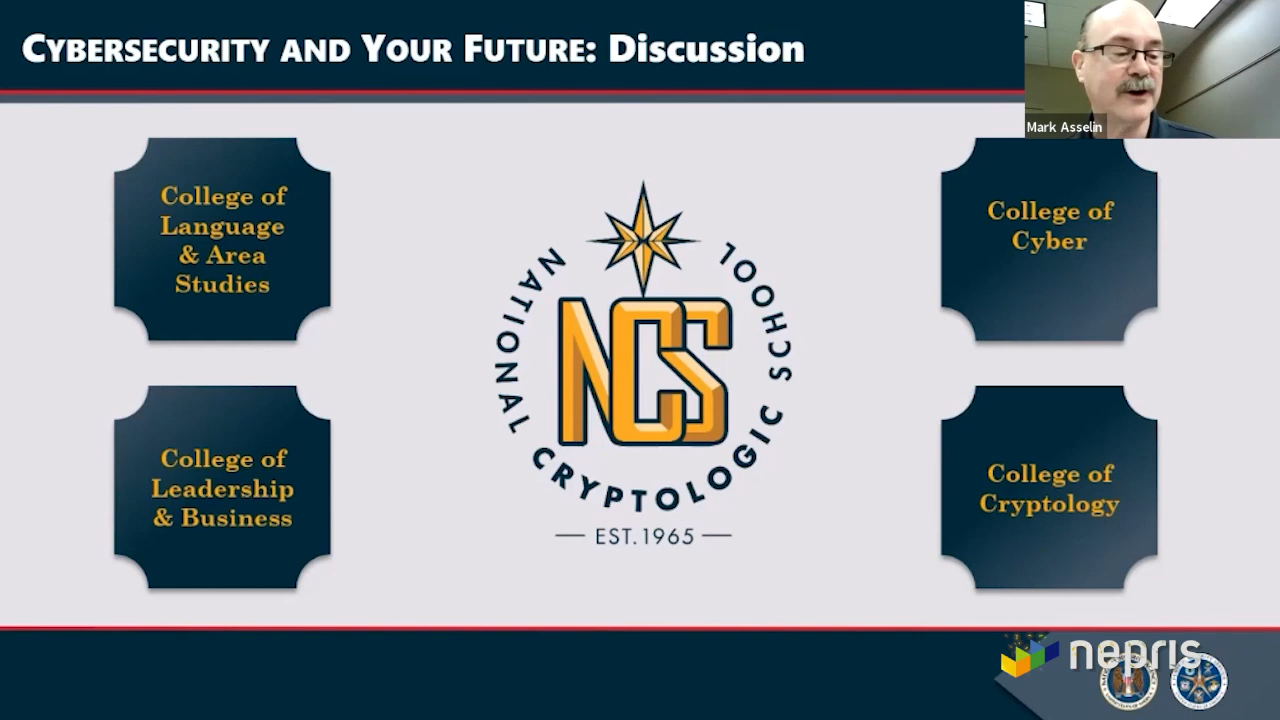 CYBERSECURITY AND YOUR FUTURE: Discussion
Mark Asselin
College of
Language
& Area
Studies
College of
Cyber
NATIONAL CRYPTOLOGIC SCHOOL
NCS
EST.1965
College of
Leadership
& Business
College of
Cryptology
nepris